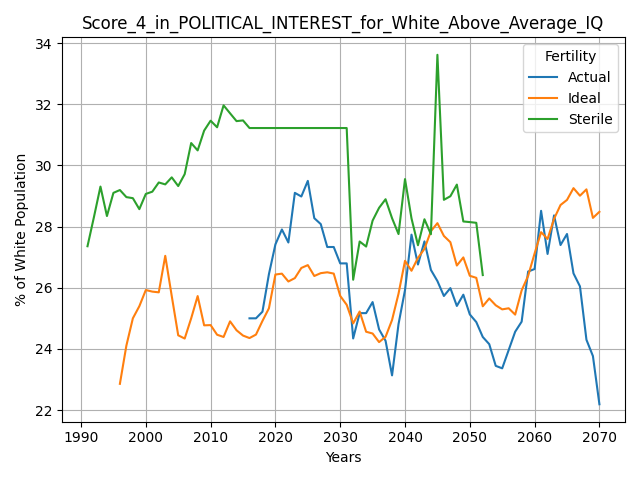 Score_4_in_POLITICAL_INTEREST_for_White_Above_Average_IQ
% of White Population
34
32
30
28
26
24
22
Fertility
Actual
Ideal
Sterile
1990 2000 2010 2020 2030 2040 2050 2060 2070
Years